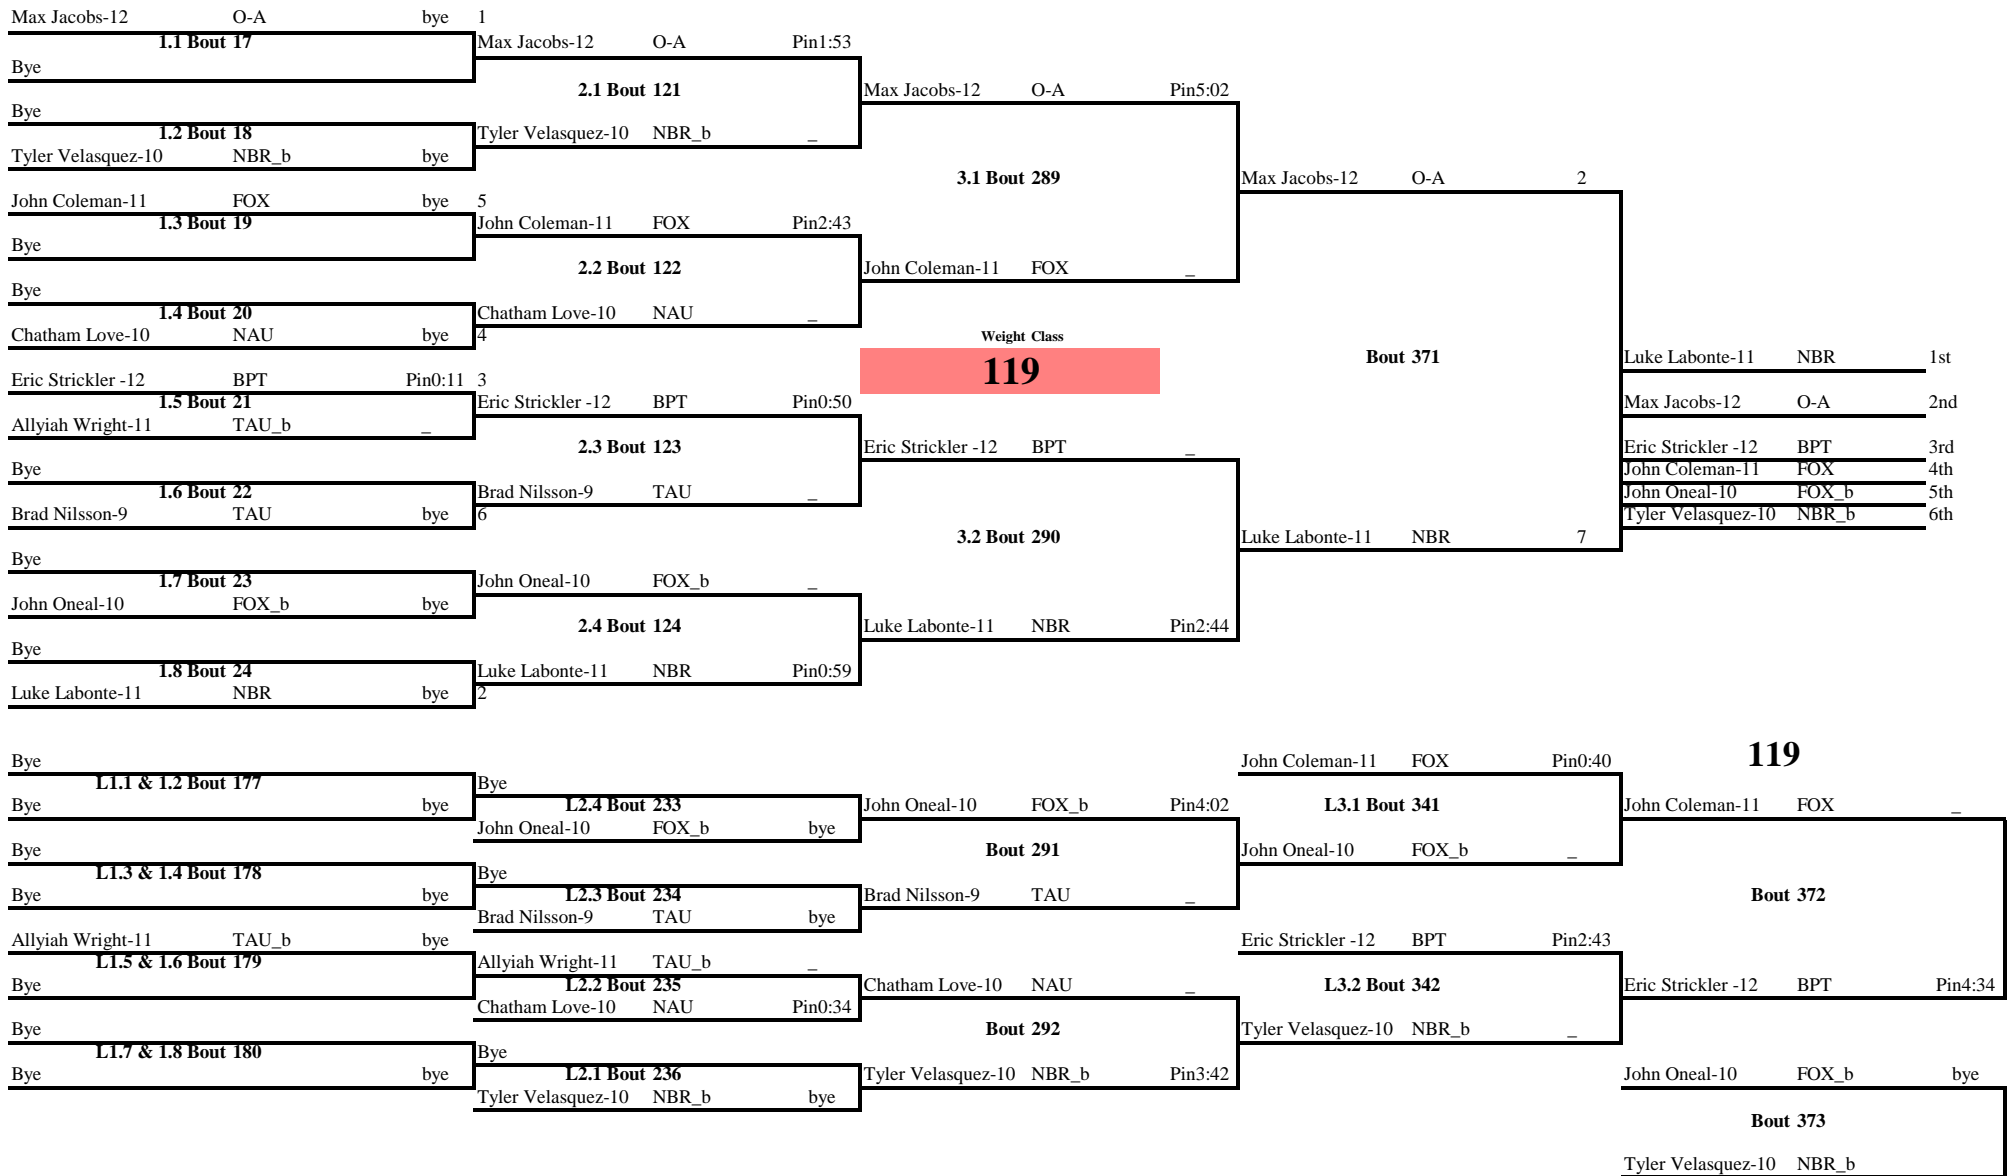 Max Jacobs-12 O-A bye 1
1.1 Bout 17
Bye
Bye
1.2 Bout 18
Tyler Velasquez-10 NBR_b bye
John Coleman-11 FOX bye 5
1.3 Bout 19
Bye
Bye
1.4 Bout 20
Chatham Love-10 NAU bye 4
Eric Strickler -12 BPT Pin0:11 3
1.5 Bout 21
Allyiah Wright-11 TAU_b _
Bye
1.6 Bout 22
Brad Nilsson-9 TAU bye 6
Bye
1.7 Bout 23
John Oneal-10 FOX_b bye
Bye
1.8 Bout 24
Luke Labonte-11 NBR bye 2
Max Jacobs-12 O-A Pin1:53
2.1 Bout 121
Tyler Velasquez-10 NBR_b _
John Coleman-11 FOX Pin2:43
2.2 Bout 122
Chatham Love-10 NAU _
Eric Strickler -12 BPT Pin0:50
2.3 Bout 123
Brad Nilsson-9 TAU _
John Oneal-10 FOX_b _
2.4 Bout 124
Luke Labonte-11 NBR Pin0:59
Max Jacobs-12 O-A Pin5:02
3.1 Bout 289
John Coleman-11 FOX _
Weight Class
119
Eric Strickler -12 BPT _
3.2 Bout 290
Luke Labonte-11 NBR Pin2:44
Max Jacobs-12 O-A 2
Bout 371
Luke Labonte-11 NBR 7
Luke Labonte-11 NBR 1st
Max Jacobs-12 O-A 2nd
Eric Strickler -12 BPT 3rd
John Coleman-11 FOX 4th
John Oneal-10 FOX_b 5th
Tyler Velasquez-10 NBR_b 6th
Bye
L1.1 & 1.2 Bout 177
Bye bye
Bye
L1.3 & 1.4 Bout 178
Bye bye
Allyiah Wright-11 TAU_b bye
L1.5 & 1.6 Bout 179
Bye
Bye
L1.7 & 1.8 Bout 180
Bye bye
Bye
L2.4 Bout 233
John Oneal-10 FOX_b bye
Bye
L2.3 Bout 234
Brad Nilsson-9 TAU bye
Allyiah Wright-11 TAU_b _
L2.2 Bout 235
Chatham Love-10 NAU Pin0:34
Bye
L2.1 Bout 236
Tyler Velasquez-10 NBR_b bye
John Oneal-10 FOX_b Pin4:02
Bout 291
Brad Nilsson-9 TAU _
Chatham Love-10 NAU _
Bout 292
Tyler Velasquez-10 NBR_b Pin3:42
John Coleman-11 FOX Pin0:40
L3.1 Bout 341
John Oneal-10 FOX_b _
Eric Strickler -12 BPT Pin2:43
L3.2 Bout 342
Tyler Velasquez-10 NBR_b _
119
John Coleman-11 FOX _
Bout 372
Eric Strickler -12 BPT Pin4:34
John Oneal-10 FOX_b bye
Bout 373
Tyler Velasquez-10 NBR_b